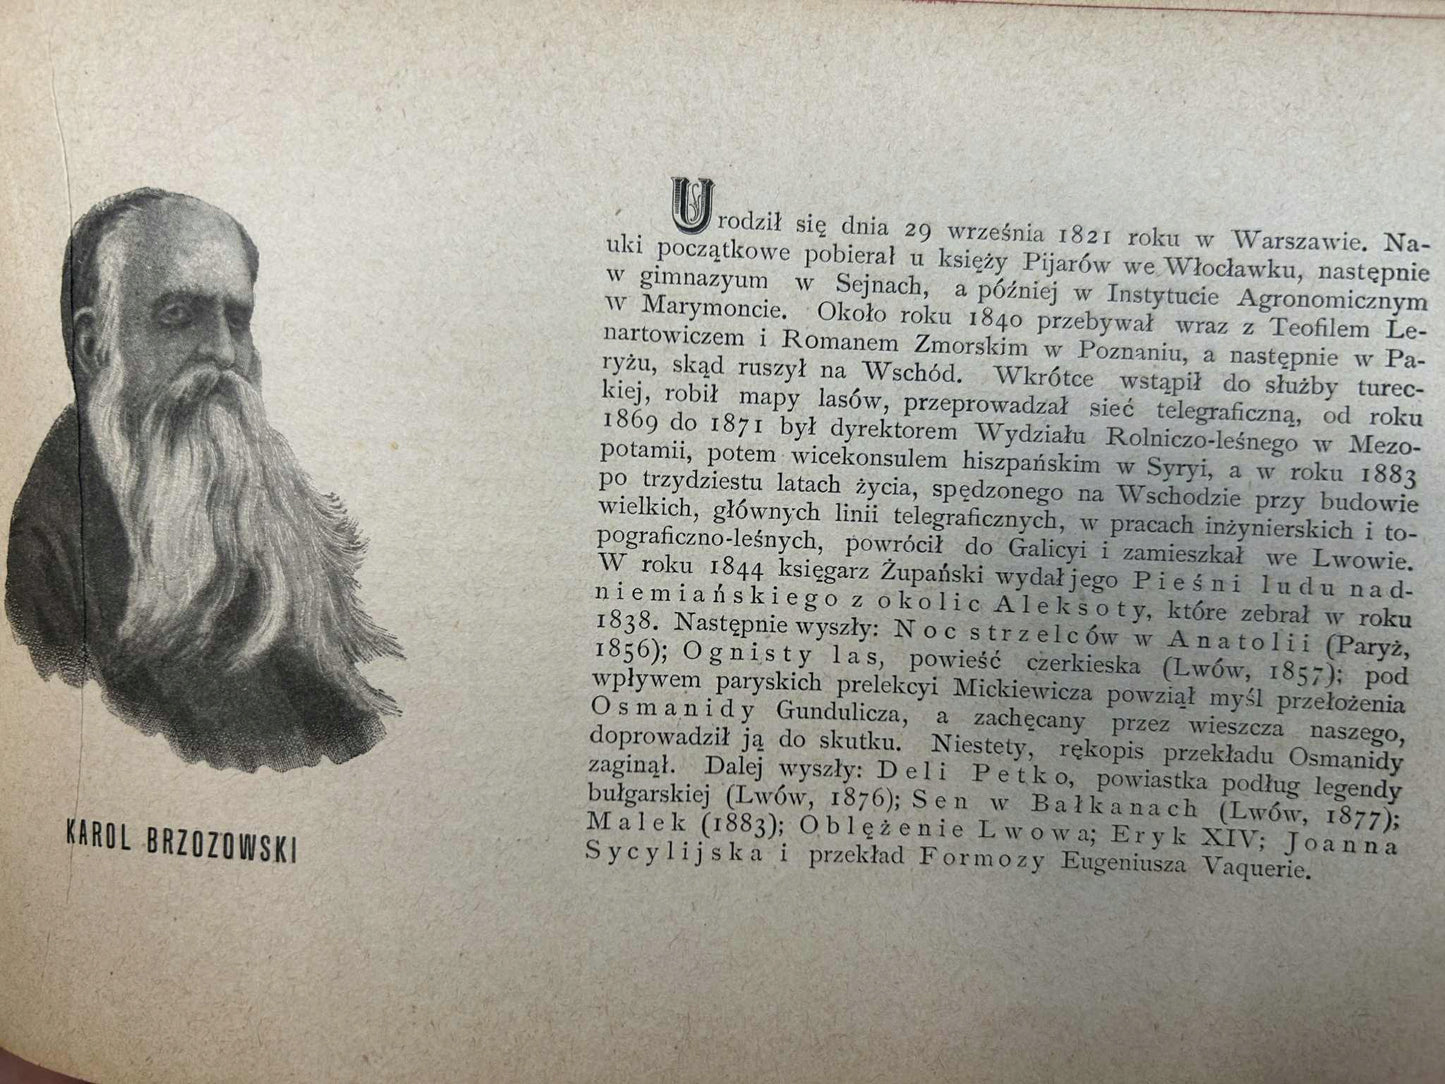 KAROL BRZOZOWSKI
Urodził się dnia 29 września 1821 roku w Warszawie. Na-
uki początkowe pobierał u księży Pijarów we Włocławku, następnie
w gimnazyum w Sejnach, a później w Instytucie Agronomicznym
w Marymoncie. Około roku 1840 przebywał wraz z Teofilem Le-
nartowiczem i Romanem Zmorskim w Poznaniu, a następnie w Pa-
ryżu, skąd ruszył na Wschód. Wkrótce wstąpił do służby turec-
kiej, robił mapy lasów, przeprowadzał sieć telegraficzną, od roku
1869 do 1871 był dyrektorem Wydziału Rolniczo-leśnego w Mezo-
potamii, potem wicekonsulem hiszpańskim w Syryi, a w roku 1883
po trzydziestu latach życia, spędzonego na Wschodzie przy budowie
wielkich, głównych linii telegraficznych, w pracach inżynierskich i to-
pograficzno-leśnych, powrócił do Galicyi i zamieszkał we Lwowie.
W roku 1844 księgarz Żupański wydał jego Pieśni ludu nad-
niemiańskiego z okolic Aleksoty, które zebrał w roku
1838. Następnie wyszły: Noc strzelców w Anatolii (Paryż,
1856); Ognisty las, powieść czerkieska (Lwów, 1857); pod
wpływem paryskich prelekcyi Mickiewicza powziął myśl przełożenia
Osmanidy Gundulicza, a zachęcany przez wieszcza naszego,
doprowadził ją do skutku. Niestety, rękopis przekładu Osmanidy
zaginął. Dalej wyszły: Deli Petko, powiastka podług legendy
bułgarskiej (Lwów, 1876); Sen w Bałkanach (Lwów, 1877);
Malek (1883); Oblężenie Lwowa; Eryk XIV; Joanna
Sycylijska i przekład Formozy Eugeniusza Vaquerie.